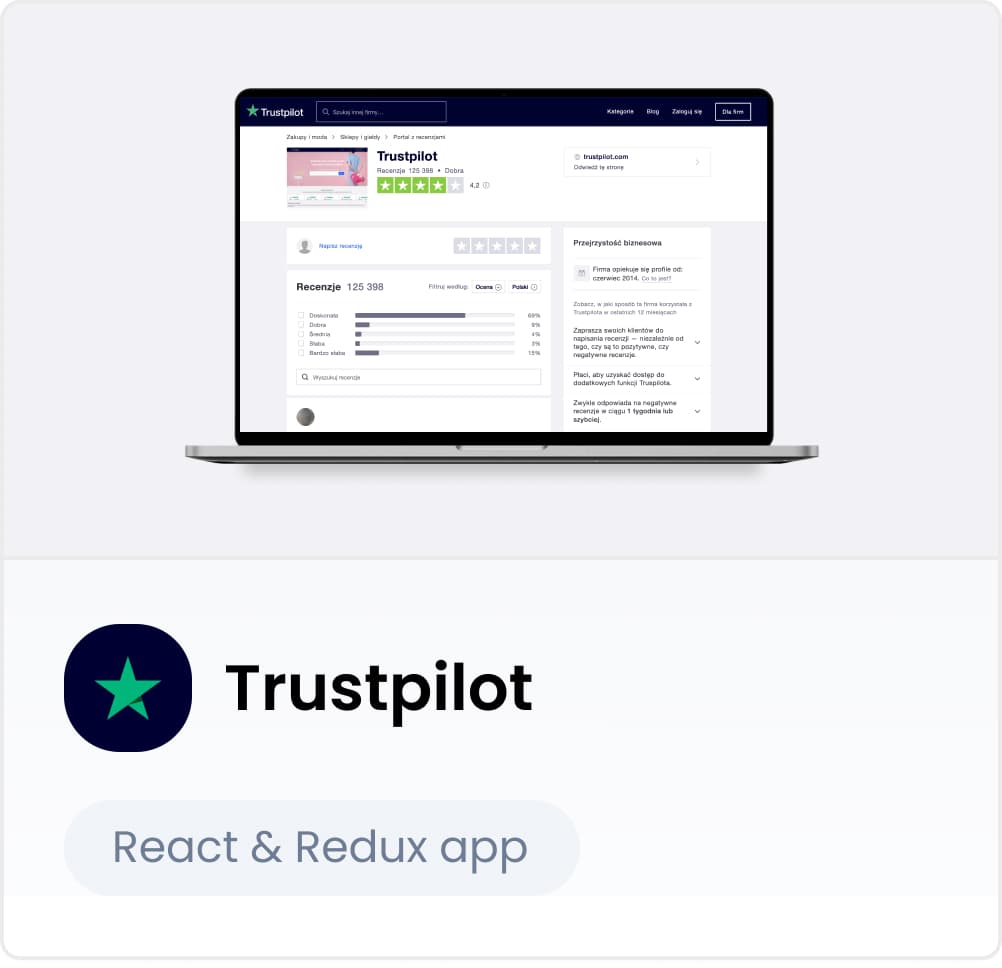 Trustpilot
Szukaj innej firmy...
Kategorie
Blog
Zaloguj się
Dla firm
Zakupy i moda > Sklepy i giełdy > Portal z recenzjami
Trustpilot
Recenzje 125 398 • Dobra
4,2
trustpilot.com
Odwiedź tę stronę
Napisz recenzję
Recenzje 125 398
Filtruj według:
Ocena
Polski
Doskonała 69%
Dobra 9%
Średnia 4%
Słaba 3%
Bardzo słaba 15%
Wyszukaj recenzje
Przejrzystość biznesowa
Firma opiekuje się profile od:
czerwiec 2014. Co to jest?
Zobacz, w jaki sposób ta firma korzystała z
Trustpilota w ostatnich 12 miesiącach
Zaprasza swoich klientów do
napisania recenzji — niezależnie od
tego, czy są to pozytywne, czy
negatywne recenzje.
Płaci, aby uzyskać dostęp do
dodatkowych funkcji Truspilota.
Zwykle odpowiada na negatywne
recenzje w ciągu 1 tygodnia lub
szybciej.
Trustpilot
React & Redux app